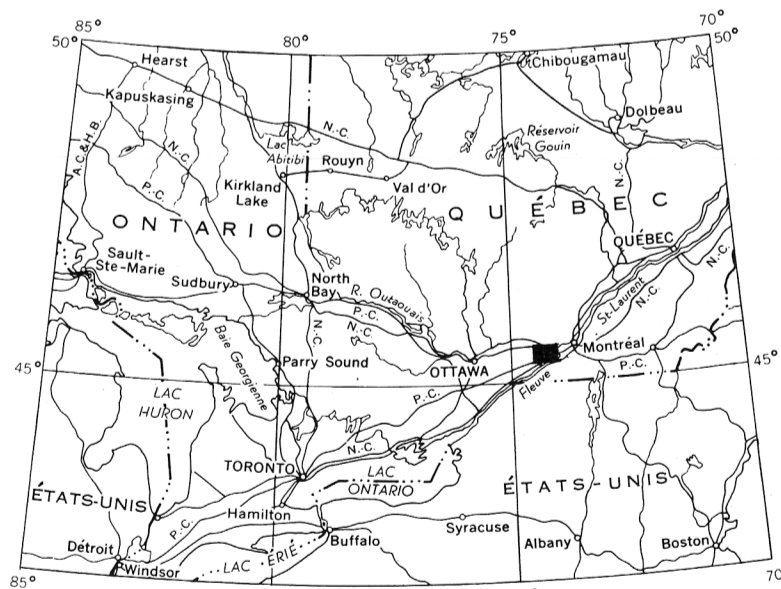 85°
80°
75°
70°
50°
50°
Hearst
Kapuskasing
Chibougamau
Dolbeau
N.-C.
A.C.& H.B.
N.-C.
P.-C.
Lac
Abitibi
Rouyn
Kirkland
Lake
Val d'Or
Réservoir
Gouin
N.-C.
ONTARIO
QUÉBEC
QUÉBEC
Sault-
Ste-Marie
Sudbury
North
Bay
R. Outaouais
P.-C.
N.-C.
St-Laurent
N.-C.
N.-C.
N.-C.
Baie Georgienne
Parry Sound
OTTAWA
Montréal
45°
45°
P.-C.
Fleuve
P.-C.
LAC
HURON
N.-C.
TORONTO
LAC
ONTARIO
ÉTATS-UNIS
ÉTATS-UNIS
P.-C.
Hamilton
Buffalo
Syracuse
Albany
Boston
Détroit
Windsor
LAC ÉRIÉ
85°
80°
75°
70